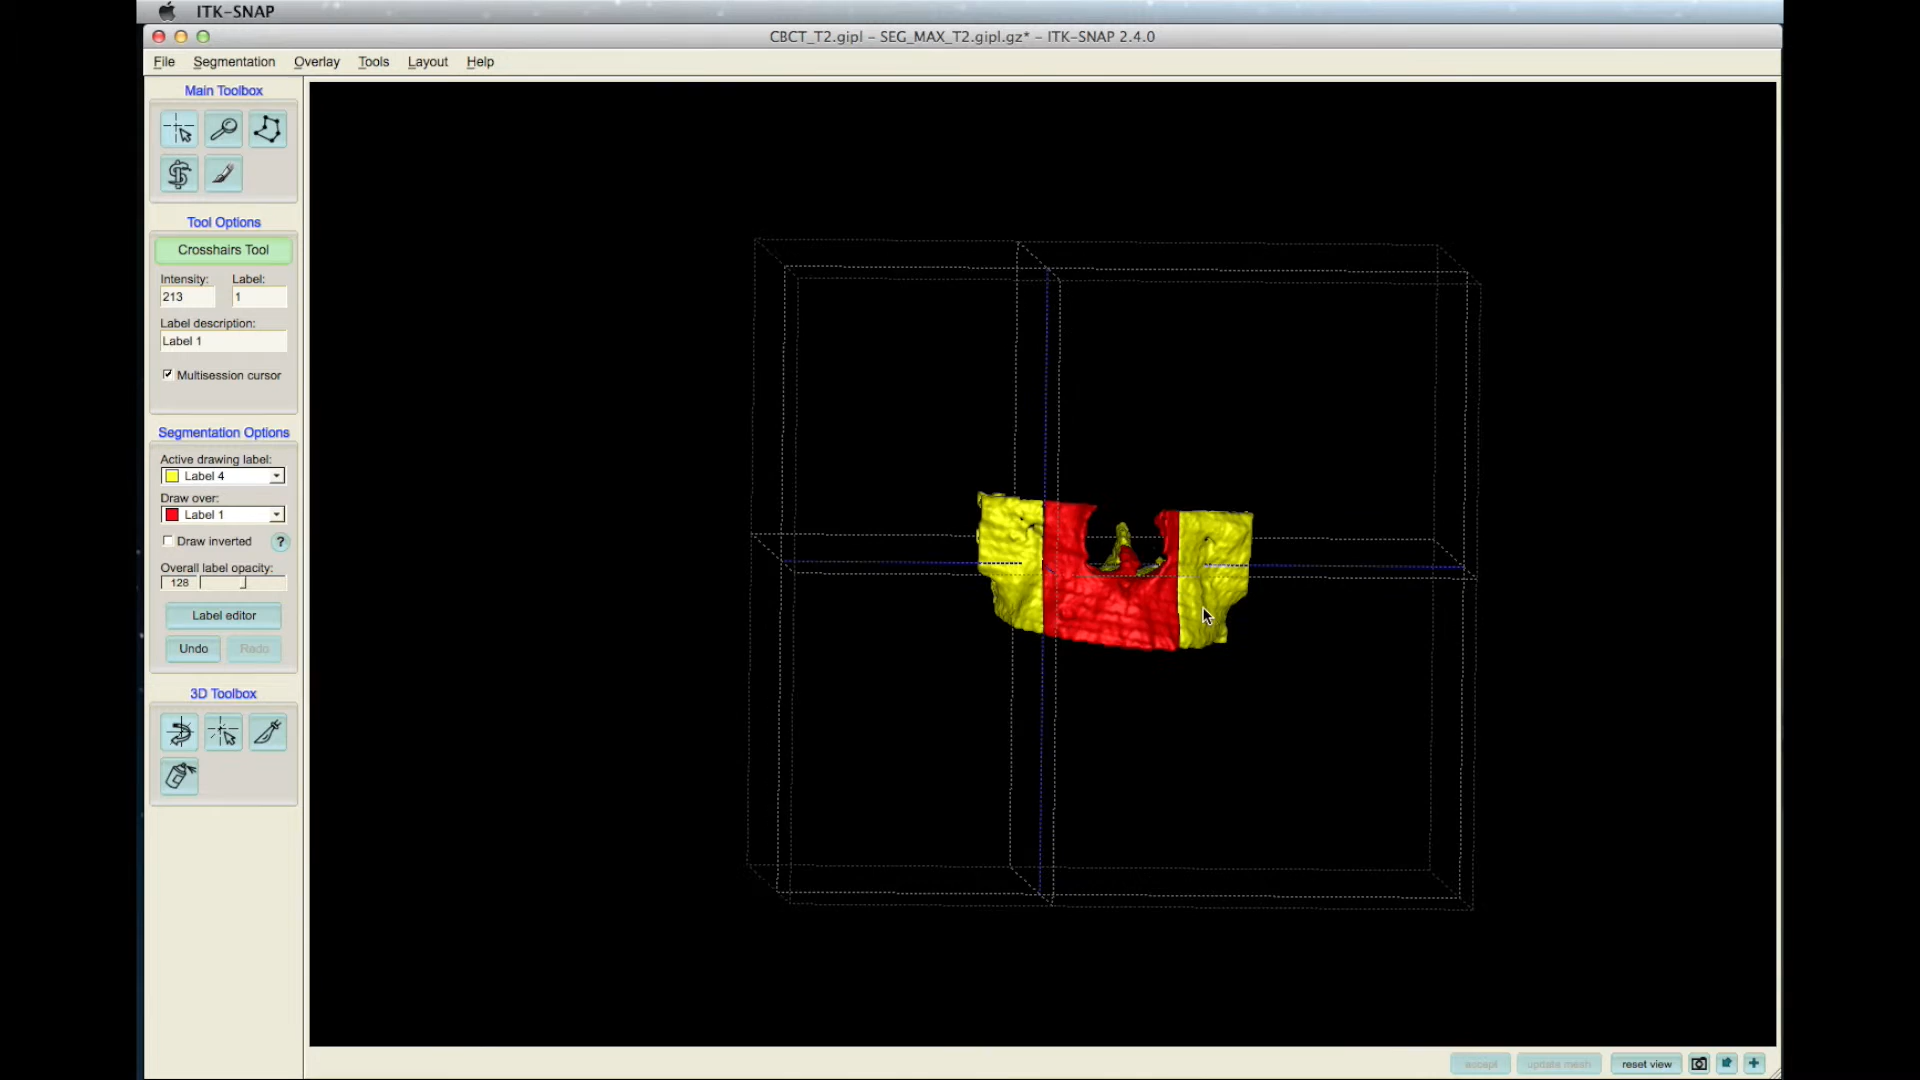 ITK-SNAP
CBCT_T2.gipl – SEG_MAX_T2.gipl.gz* – ITK-SNAP 2.4.0
File Segmentation Overlay Tools Layout Help
Main Toolbox
Tool Options
Crosshairs Tool
Intensity: Label:
213 1
Label description:
Label 1
Multisession cursor
Segmentation Options
Active drawing label:
Label 4
Draw over:
Label 1
Draw inverted ?
Overall label opacity:
128
Label editor
Undo Redo
3D Toolbox
accept update mesh reset view